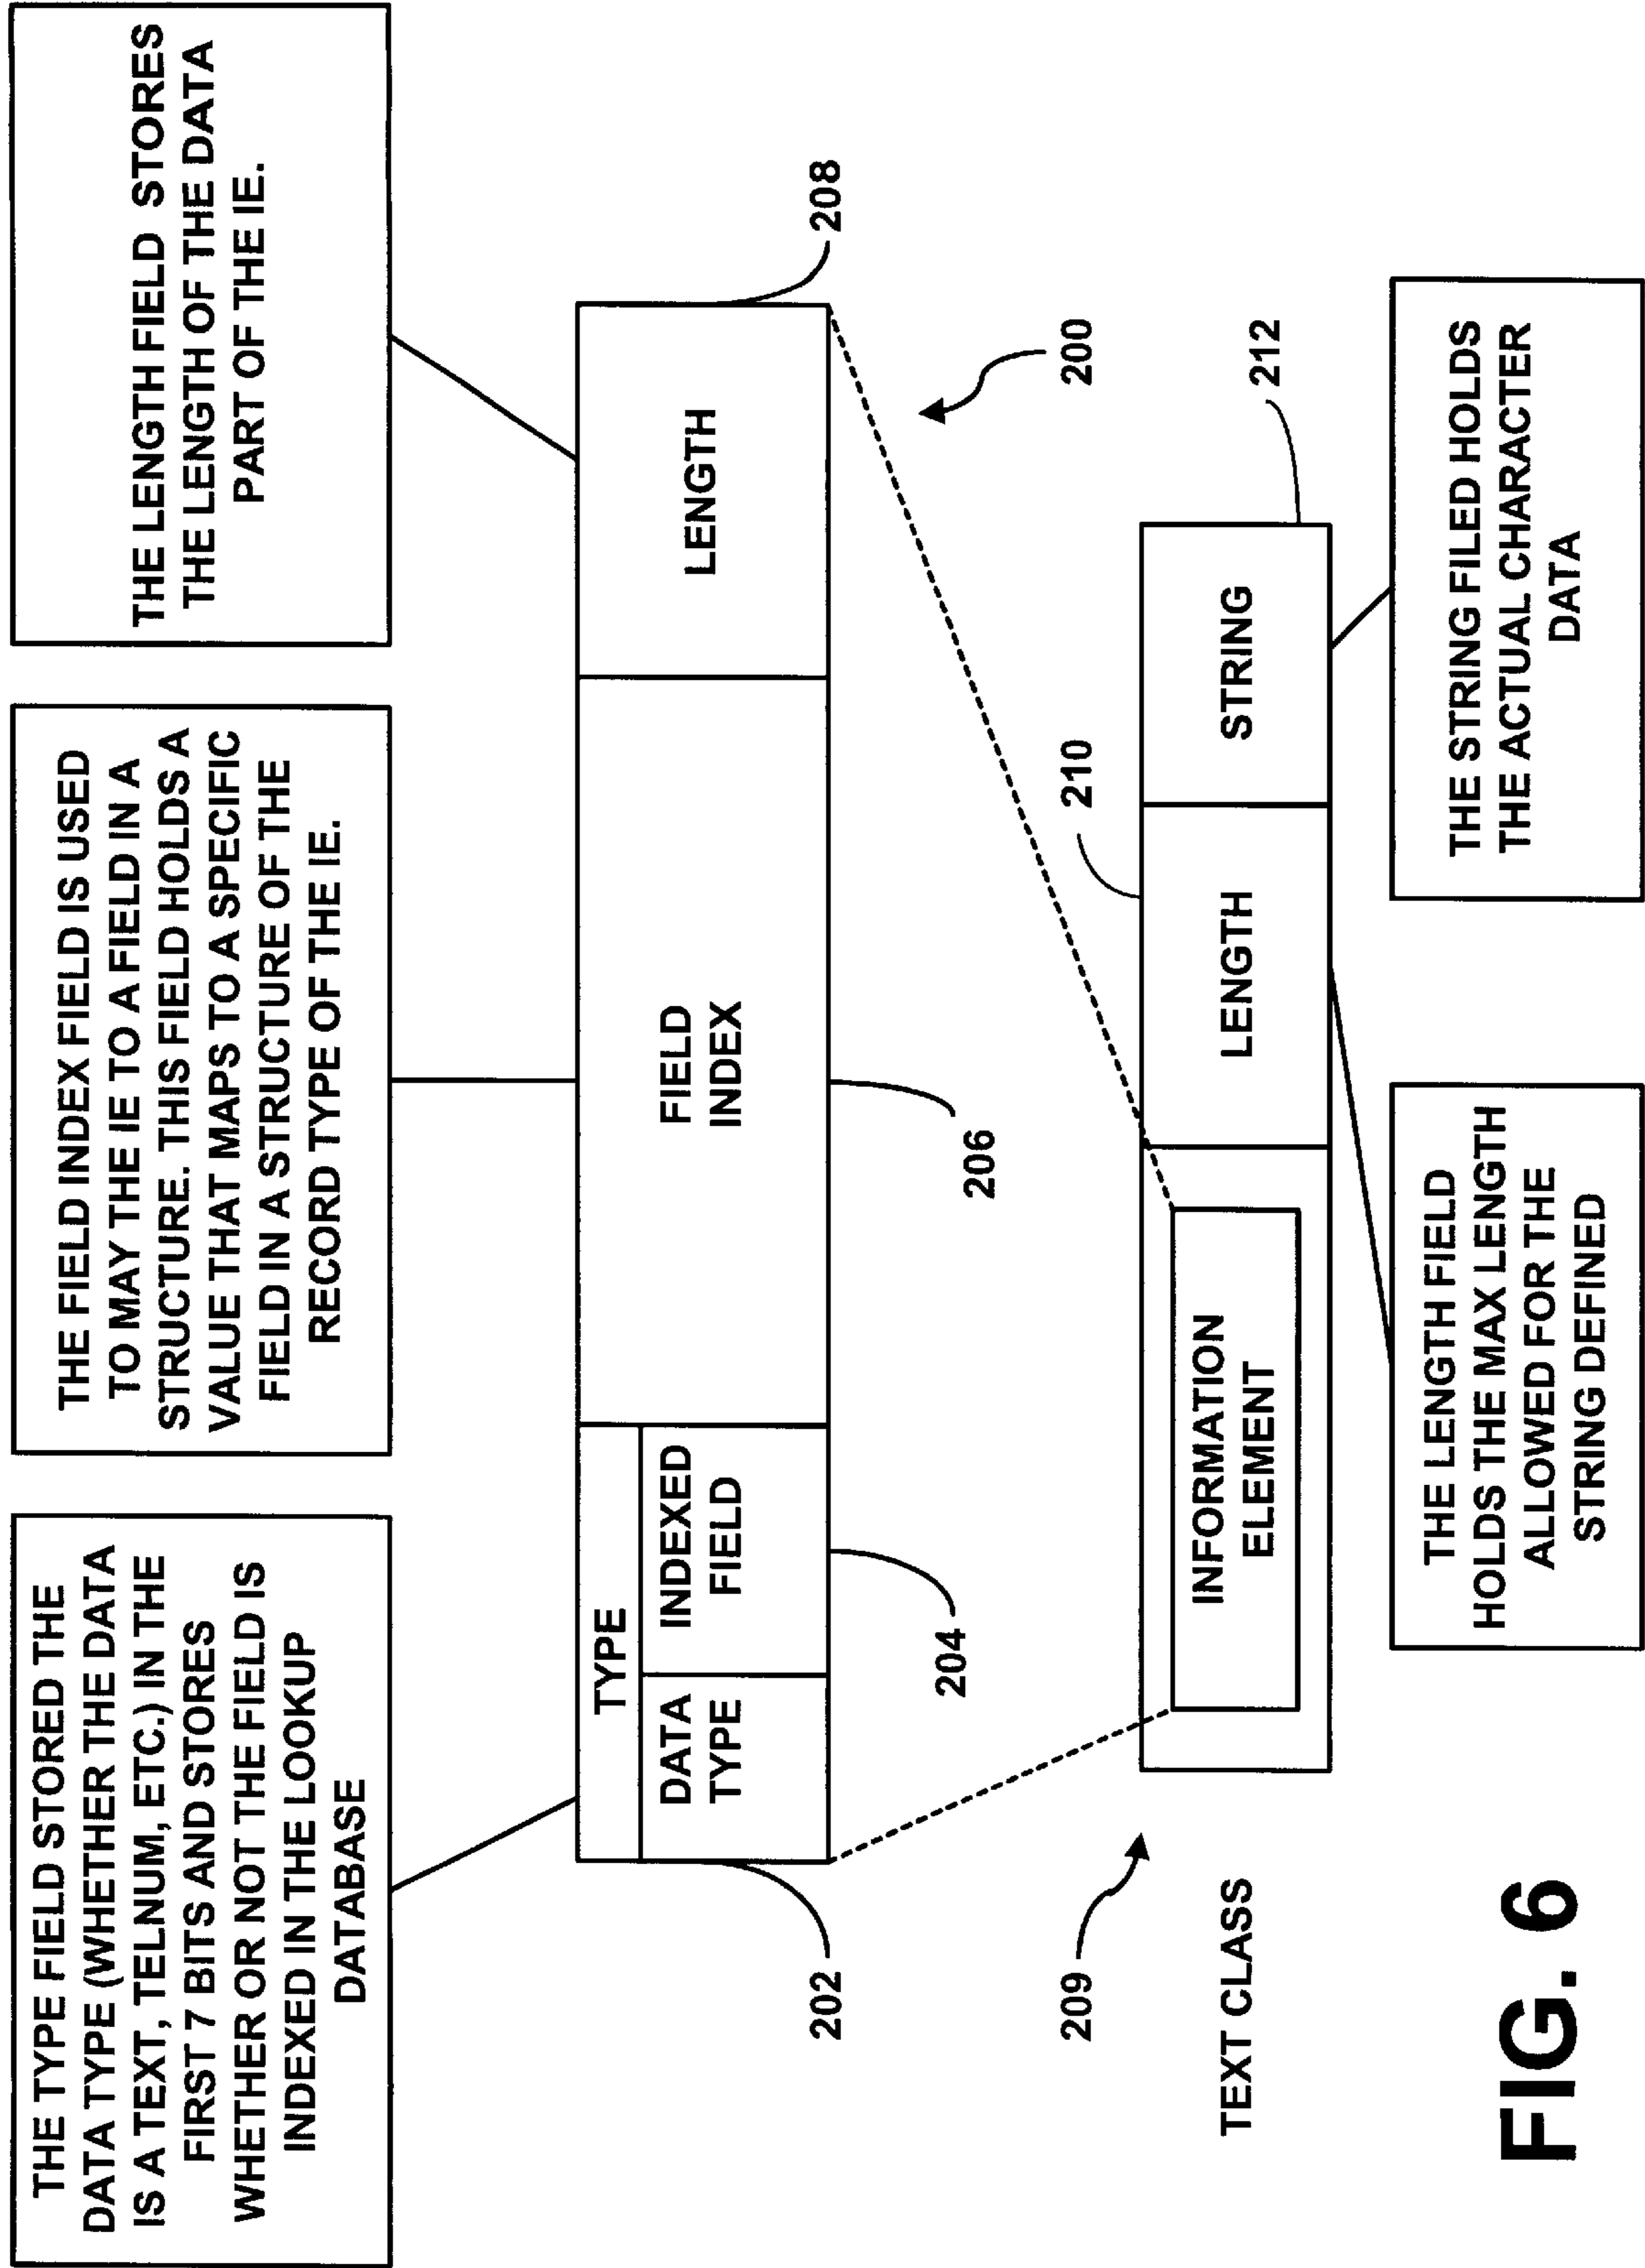 THE TYPE FIELD STORED THE
DATA TYPE (WHETHER THE DATA
IS A TEXT, TELNUM, ETC.) IN THE
FIRST 7 BITS AND STORES
WHETHER OR NOT THE FIELD IS
INDEXED IN THE LOOKUP
DATABASE
THE FIELD INDEX FIELD IS USED
TO MAY THE IE TO A FIELD IN A
STRUCTURE. THIS FIELD HOLDS A
VALUE THAT MAPS TO A SPECIFIC
FIELD IN A STRUCTURE OF THE
RECORD TYPE OF THE IE.
THE LENGTH FIELD STORES
THE LENGTH OF THE DATA
PART OF THE IE.
TYPE
DATA
TYPE
INDEXED
FIELD
FIELD
INDEX
LENGTH
202
204
206
208
200
209
TEXT CLASS
INFORMATION
ELEMENT
LENGTH
STRING
210
212
THE LENGTH FIELD
HOLDS THE MAX LENGTH
ALLOWED FOR THE
STRING DEFINED
THE STRING FILED HOLDS
THE ACTUAL CHARACTER
DATA
FIG. 6